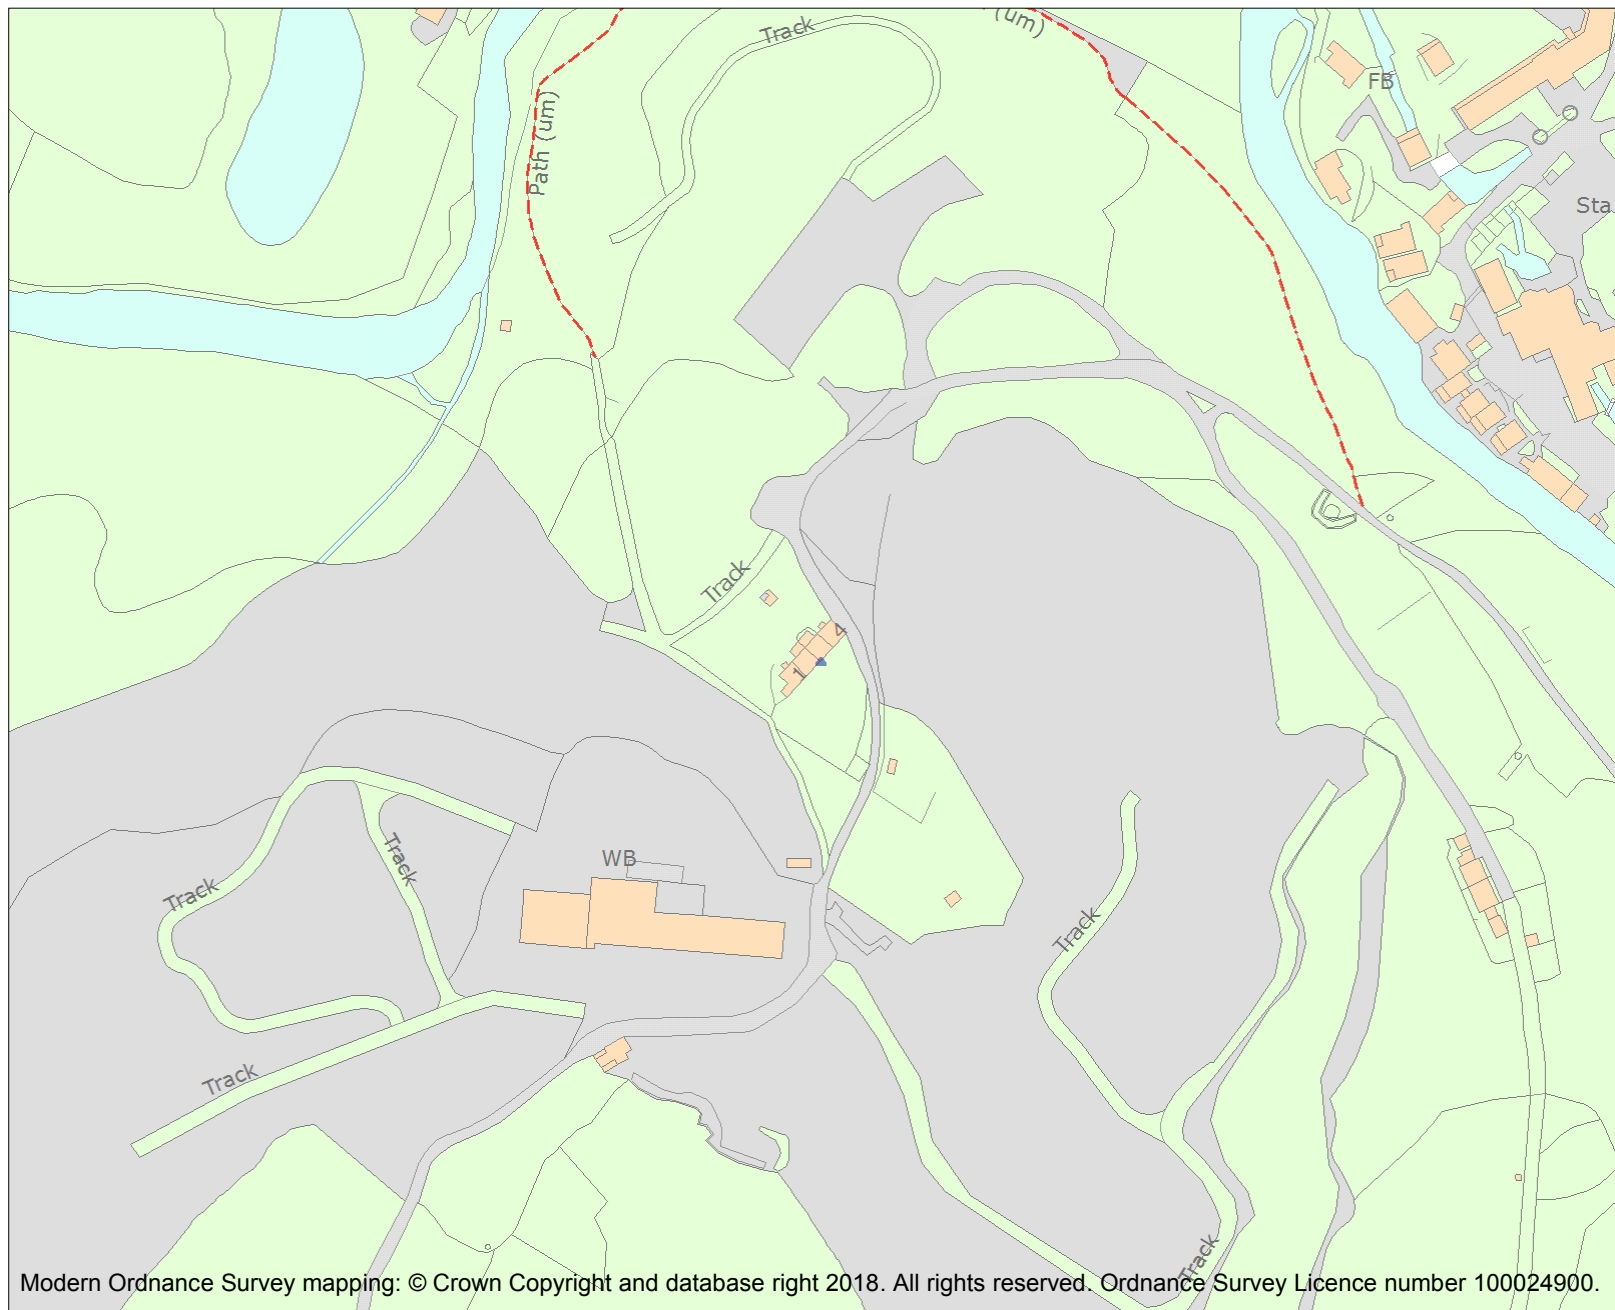 Track
(um)
FB
Path (um)
Sta
Track
4
1
WB
Track
Track
Track
Track
Track
Modern Ordnance Survey mapping: © Crown Copyright and database right 2018. All rights reserved. Ordnance Survey Licence number 100024900.